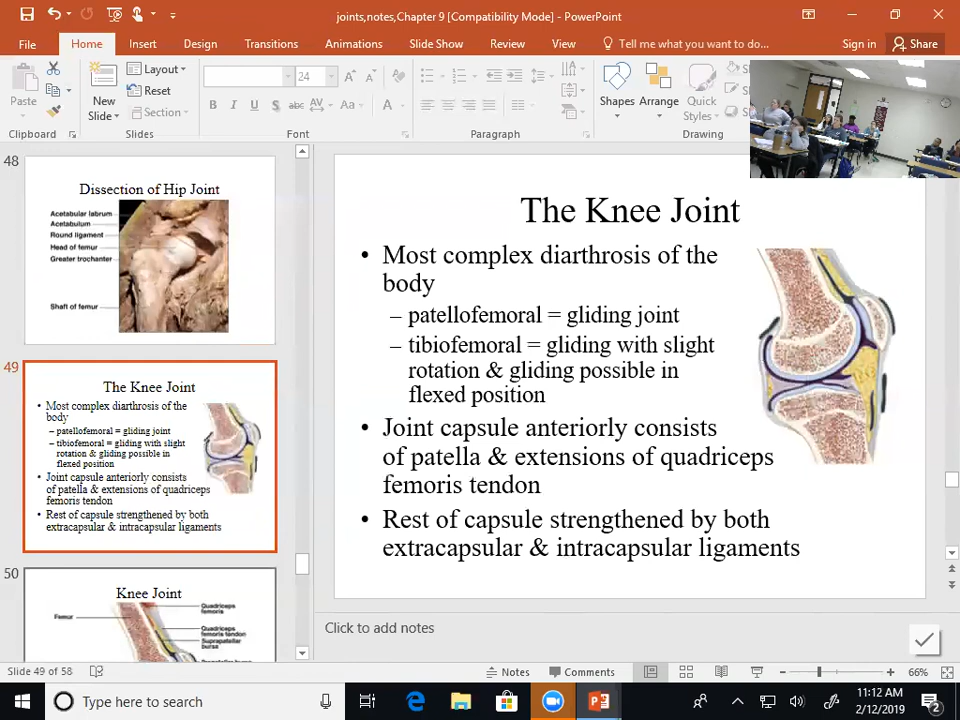 joints,notes,Chapter 9 [Compatibility Mode] - PowerPoint
File Home Insert Design Transitions Animations Slide Show Review View Tell me what you want to do... Sign in Share
Paste
New
Slide
Layout
Reset
Section
24
B I U S abc AV Aa A
Shapes Arrange Quick
Styles
Clipboard Slides Font Paragraph Drawing
48
Dissection of Hip Joint
Acetabular labrum
Acetabulum
Round ligament
Head of femur
Greater trochanter
Shaft of femur
49
The Knee Joint
• Most complex diarthrosis of the
body
– patellofemoral = gliding joint
– tibiofemoral = gliding with slight
rotation & gliding possible in
flexed position
• Joint capsule anteriorly consists
of patella & extensions of quadriceps
femoris tendon
• Rest of capsule strengthened by both
extracapsular & intracapsular ligaments
50
Knee Joint
Femur
Quadriceps
femoris
Quadriceps
femoris tendon
Suprapatellar
bursa
The Knee Joint
• Most complex diarthrosis of the
body
– patellofemoral = gliding joint
– tibiofemoral = gliding with slight
rotation & gliding possible in
flexed position
• Joint capsule anteriorly consists
of patella & extensions of quadriceps
femoris tendon
• Rest of capsule strengthened by both
extracapsular & intracapsular ligaments
Click to add notes
Slide 49 of 58 Notes Comments 66%
Type here to search
11:12 AM
2/12/2019
2